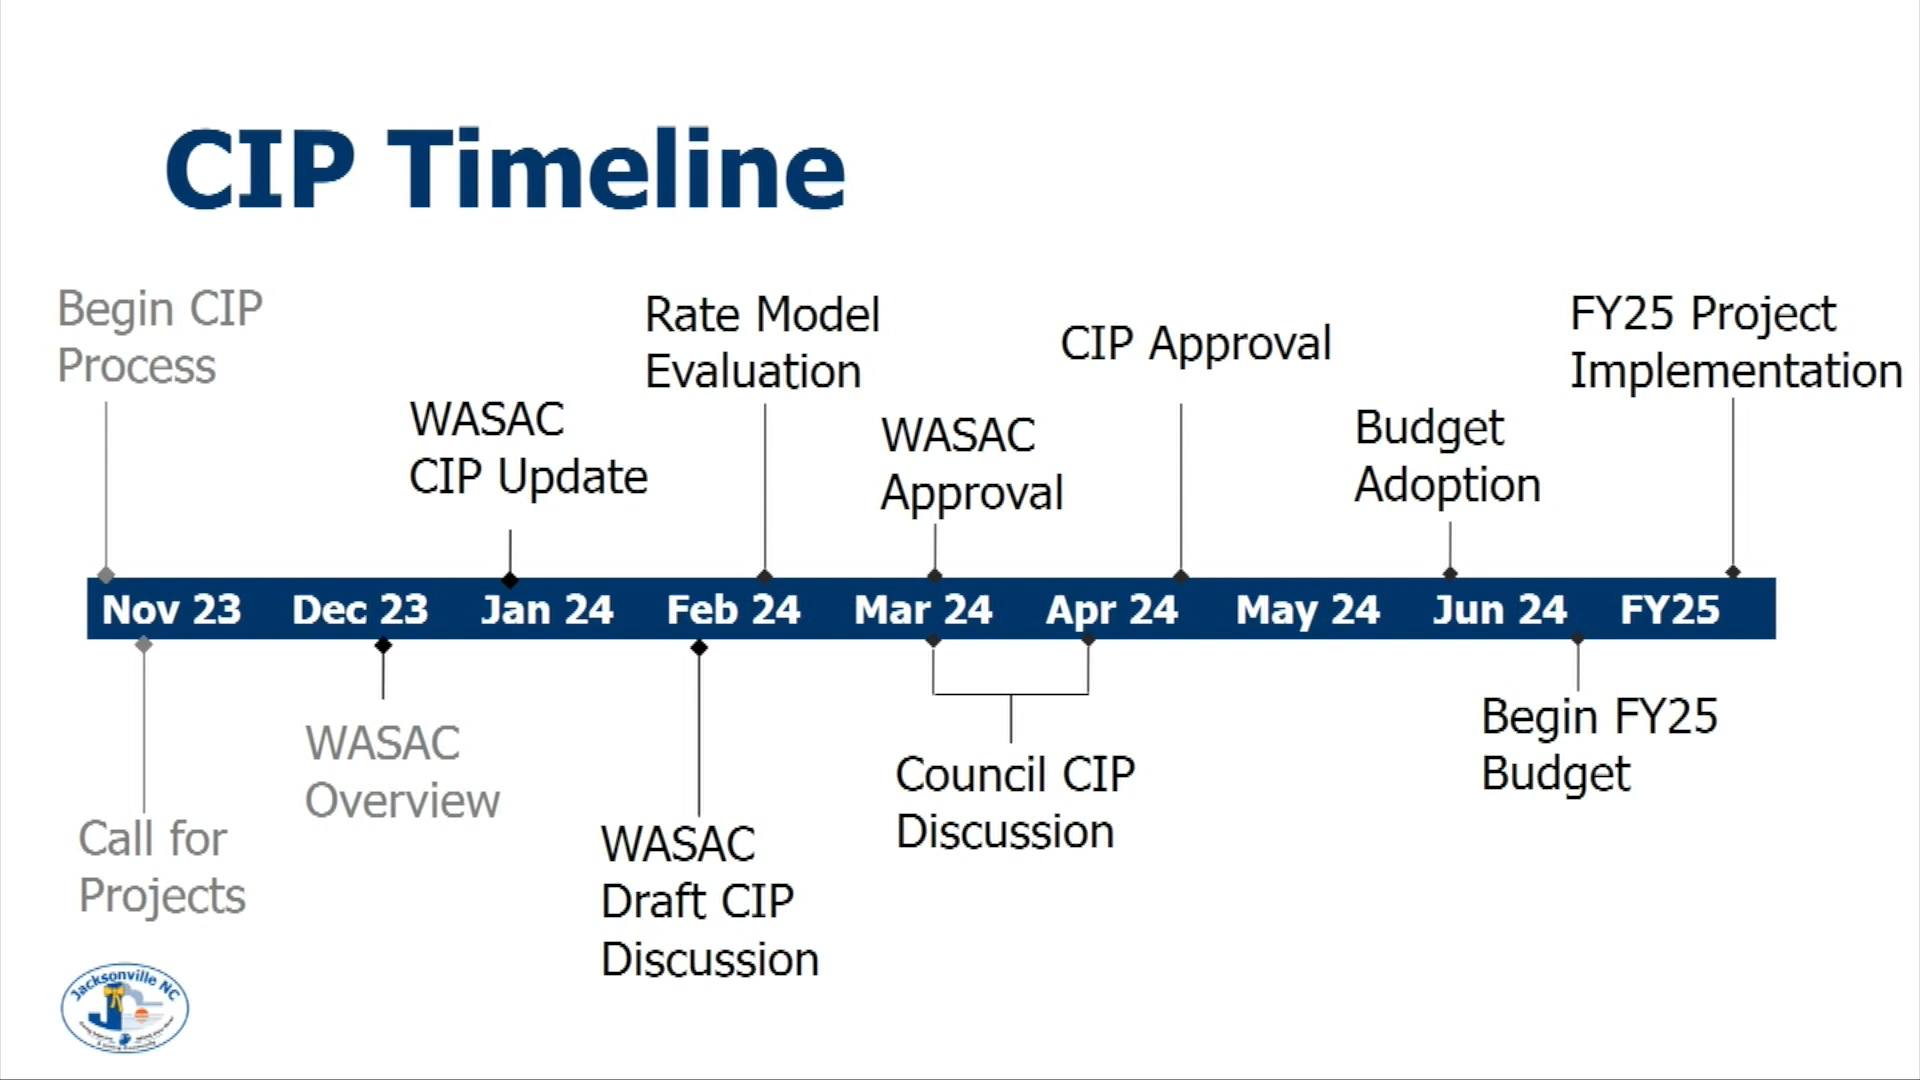 CIP Timeline
Begin CIP
Process
WASAC
CIP Update
Rate Model
Evaluation
WASAC
Approval
CIP Approval
Budget
Adoption
FY25 Project
Implementation
Nov 23 Dec 23 Jan 24 Feb 24 Mar 24 Apr 24 May 24 Jun 24 FY25
Call for
Projects
WASAC
Overview
WASAC
Draft CIP
Discussion
Council CIP
Discussion
Begin FY25
Budget
Jacksonville NC